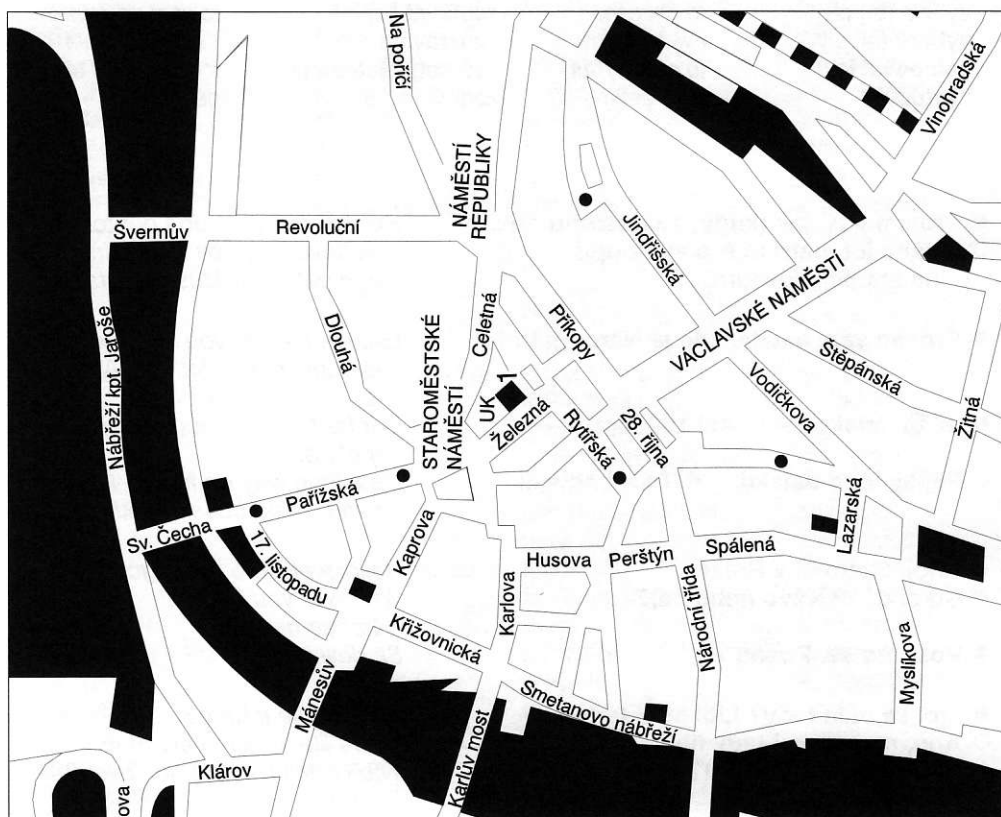 Na poříčí
Vinohradská
NÁMĚSTÍ
REPUBLIKY
Švermův
Revoluční
Jindřišská
Nábřeží kpt. Jaroše
Dlouhá
Celetná
Příkopy
VÁCLAVSKÉ NÁMĚSTÍ
Štěpánská
Vodičkova
Žitná
STAROMĚSTSKÉ
NÁMĚSTÍ
UK 1
Železná
Rytířská
28. října
Pařížská
Sv. Čecha
17. listopadu
Kaprova
Husova
Perštýn
Spálená
Lazarská
Karlova
Křižovnická
Národní třída
Myslíkova
Mánesův
Smetanovo nábřeží
Karlův most
Klárov
ova